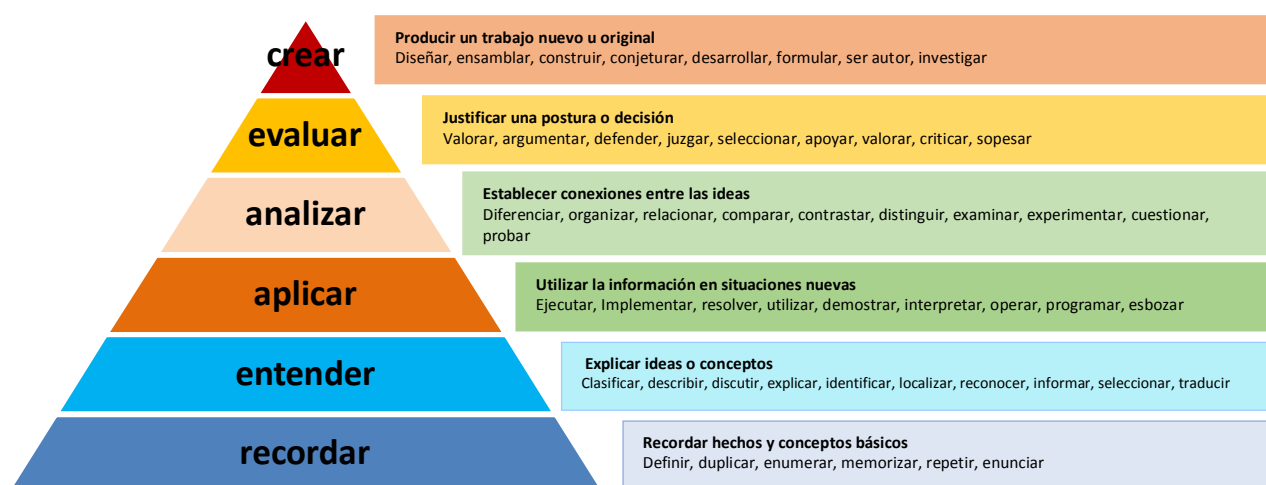 crear
Producir un trabajo nuevo u original
Diseñar, ensamblar, construir, conjeturar, desarrollar, formular, ser autor, investigar
evaluar
Justificar una postura o decisión
Valorar, argumentar, defender, juzgar, seleccionar, apoyar, valorar, criticar, sopesar
analizar
Establecer conexiones entre las ideas
Diferenciar, organizar, relacionar, comparar, contrastar, distinguir, examinar, experimentar, cuestionar,
probar
aplicar
Utilizar la información en situaciones nuevas
Ejecutar, Implementar, resolver, utilizar, demostrar, interpretar, operar, programar, esbozar
entender
Explicar ideas o conceptos
Clasificar, describir, discutir, explicar, identificar, localizar, reconocer, informar, seleccionar, traducir
recordar
Recordar hechos y conceptos básicos
Definir, duplicar, enumerar, memorizar, repetir, enunciar